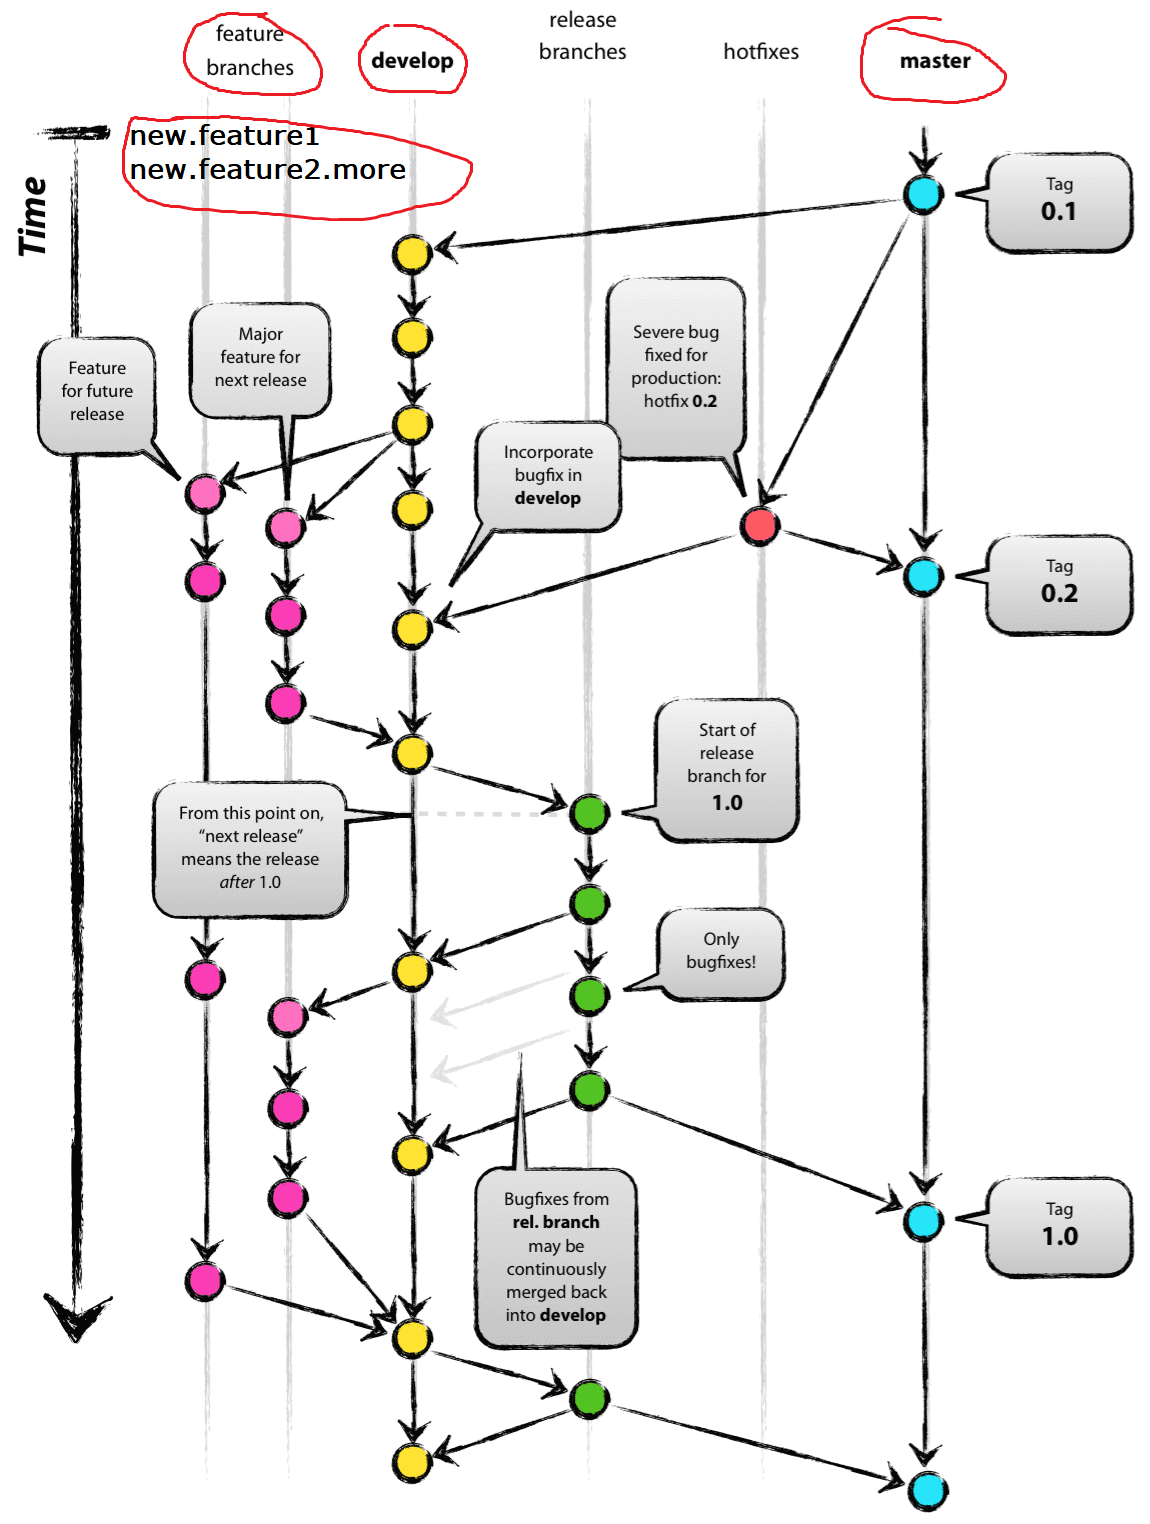 feature
branches
develop
release
branches
hotfixes
master
new.feature1
new.feature2.more
Time
Tag
0.1
Severe bug
fixed for
production:
hotfix 0.2
Major
feature for
next release
Feature
for future
release
Incorporate
bugfix in
develop
Tag
0.2
Start of
release
branch for
1.0
From this point on,
“next release”
means the release
after 1.0
Only
bugfixes!
Bugfixes from
rel. branch
may be
continuously
merged back
into develop
Tag
1.0